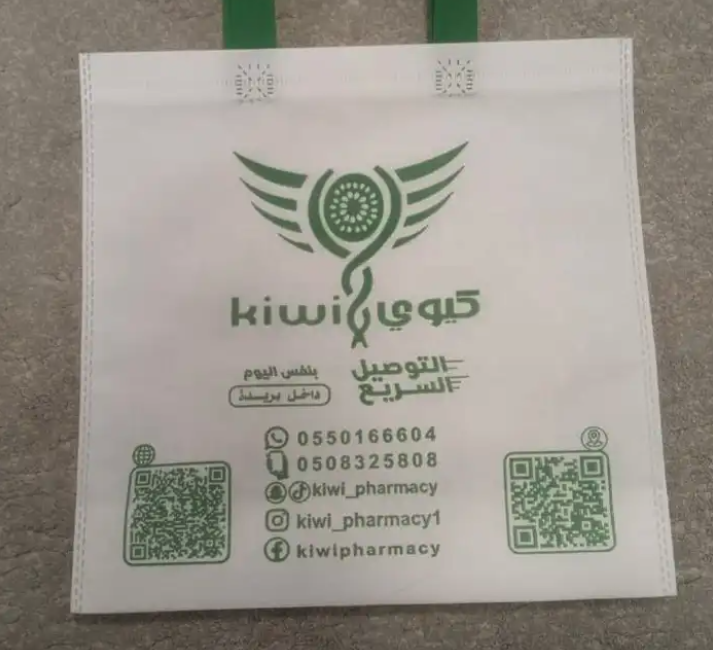 kiwi كيوي
التوصيل السريع
بنفس اليوم
داخل بريدة
0550166604
0508325808
kiwi_pharmacy
kiwi_pharmacy1
kiwipharmacy